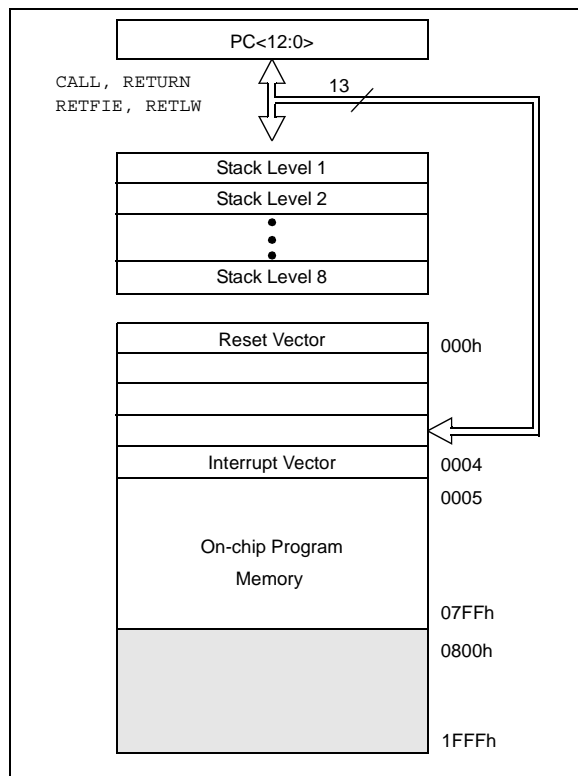 PC<12:0>
CALL, RETURN
RETFIE, RETLW
13
Stack Level 1
Stack Level 2
Stack Level 8
Reset Vector
000h
Interrupt Vector
0004
0005
On-chip Program
Memory
07FFh
0800h
1FFFh